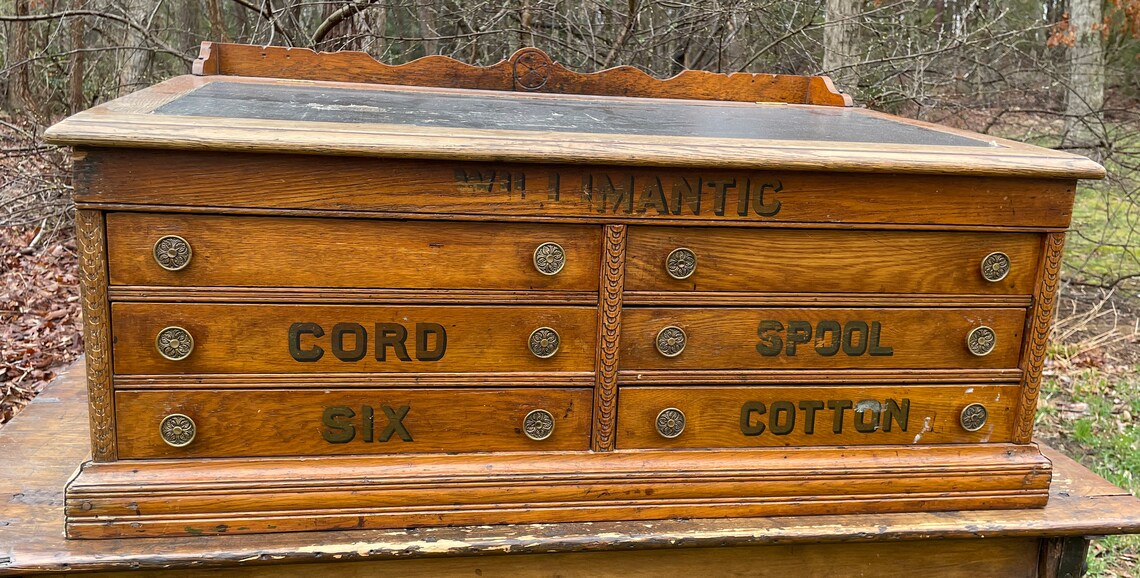 WILLIMANTIC
CORD SPOOL
SIX COTTON